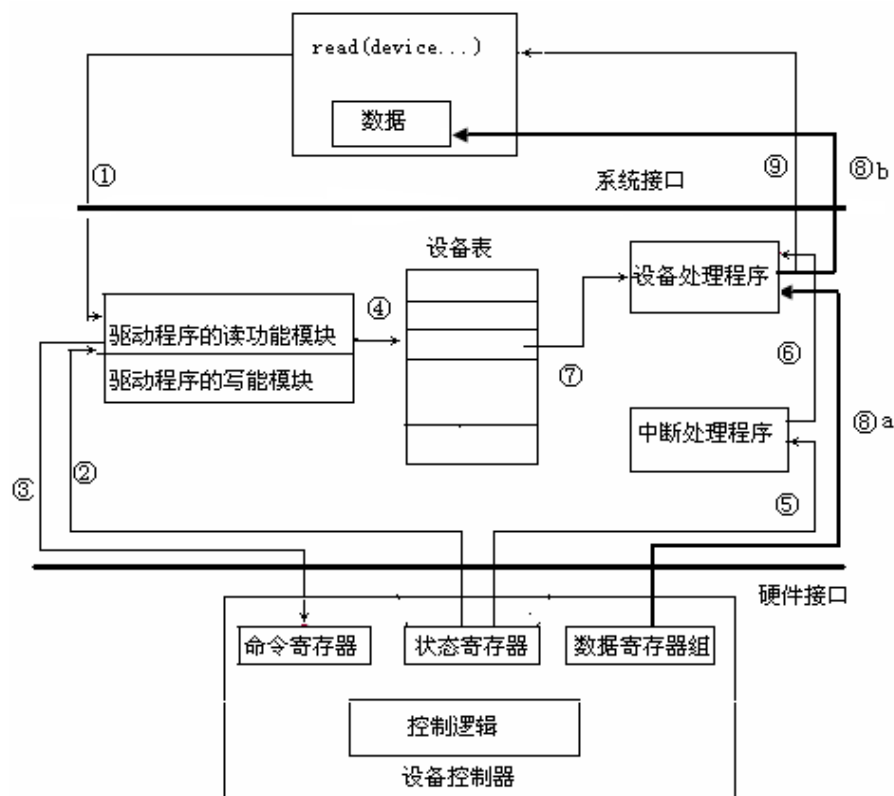 read(device...)
数据
①
⑨
⑧b
系统接口
设备表
设备处理程序
④
驱动程序的读功能模块
驱动程序的写能模块
⑥
⑦
中断处理程序
⑧a
②
③
⑤
硬件接口
命令寄存器
状态寄存器
数据寄存器组
控制逻辑
设备控制器